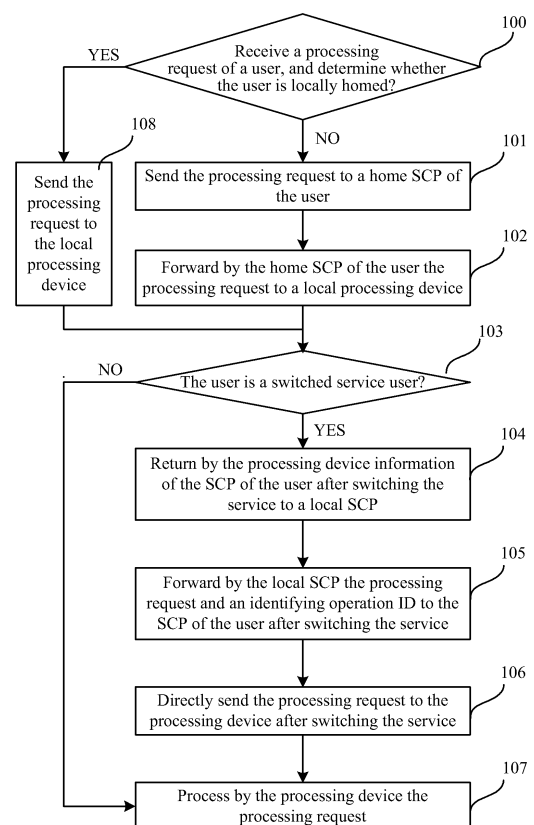 100
Receive a processing
request of a user, and determine whether
the user is locally homed?
YES
NO
108
Send the
processing
request to
the local
processing
device
101
Send the processing request to a home SCP of
the user
102
Forward by the home SCP of the user the
processing request to a local processing device
103
The user is a switched service user?
NO
YES
104
Return by the processing device information
of the SCP of the user after switching the
service to a local SCP
105
Forward by the local SCP the processing
request and an identifying operation ID to the
SCP of the user after switching the service
106
Directly send the processing request to the
processing device after switching the service
107
Process by the processing device the
processing request